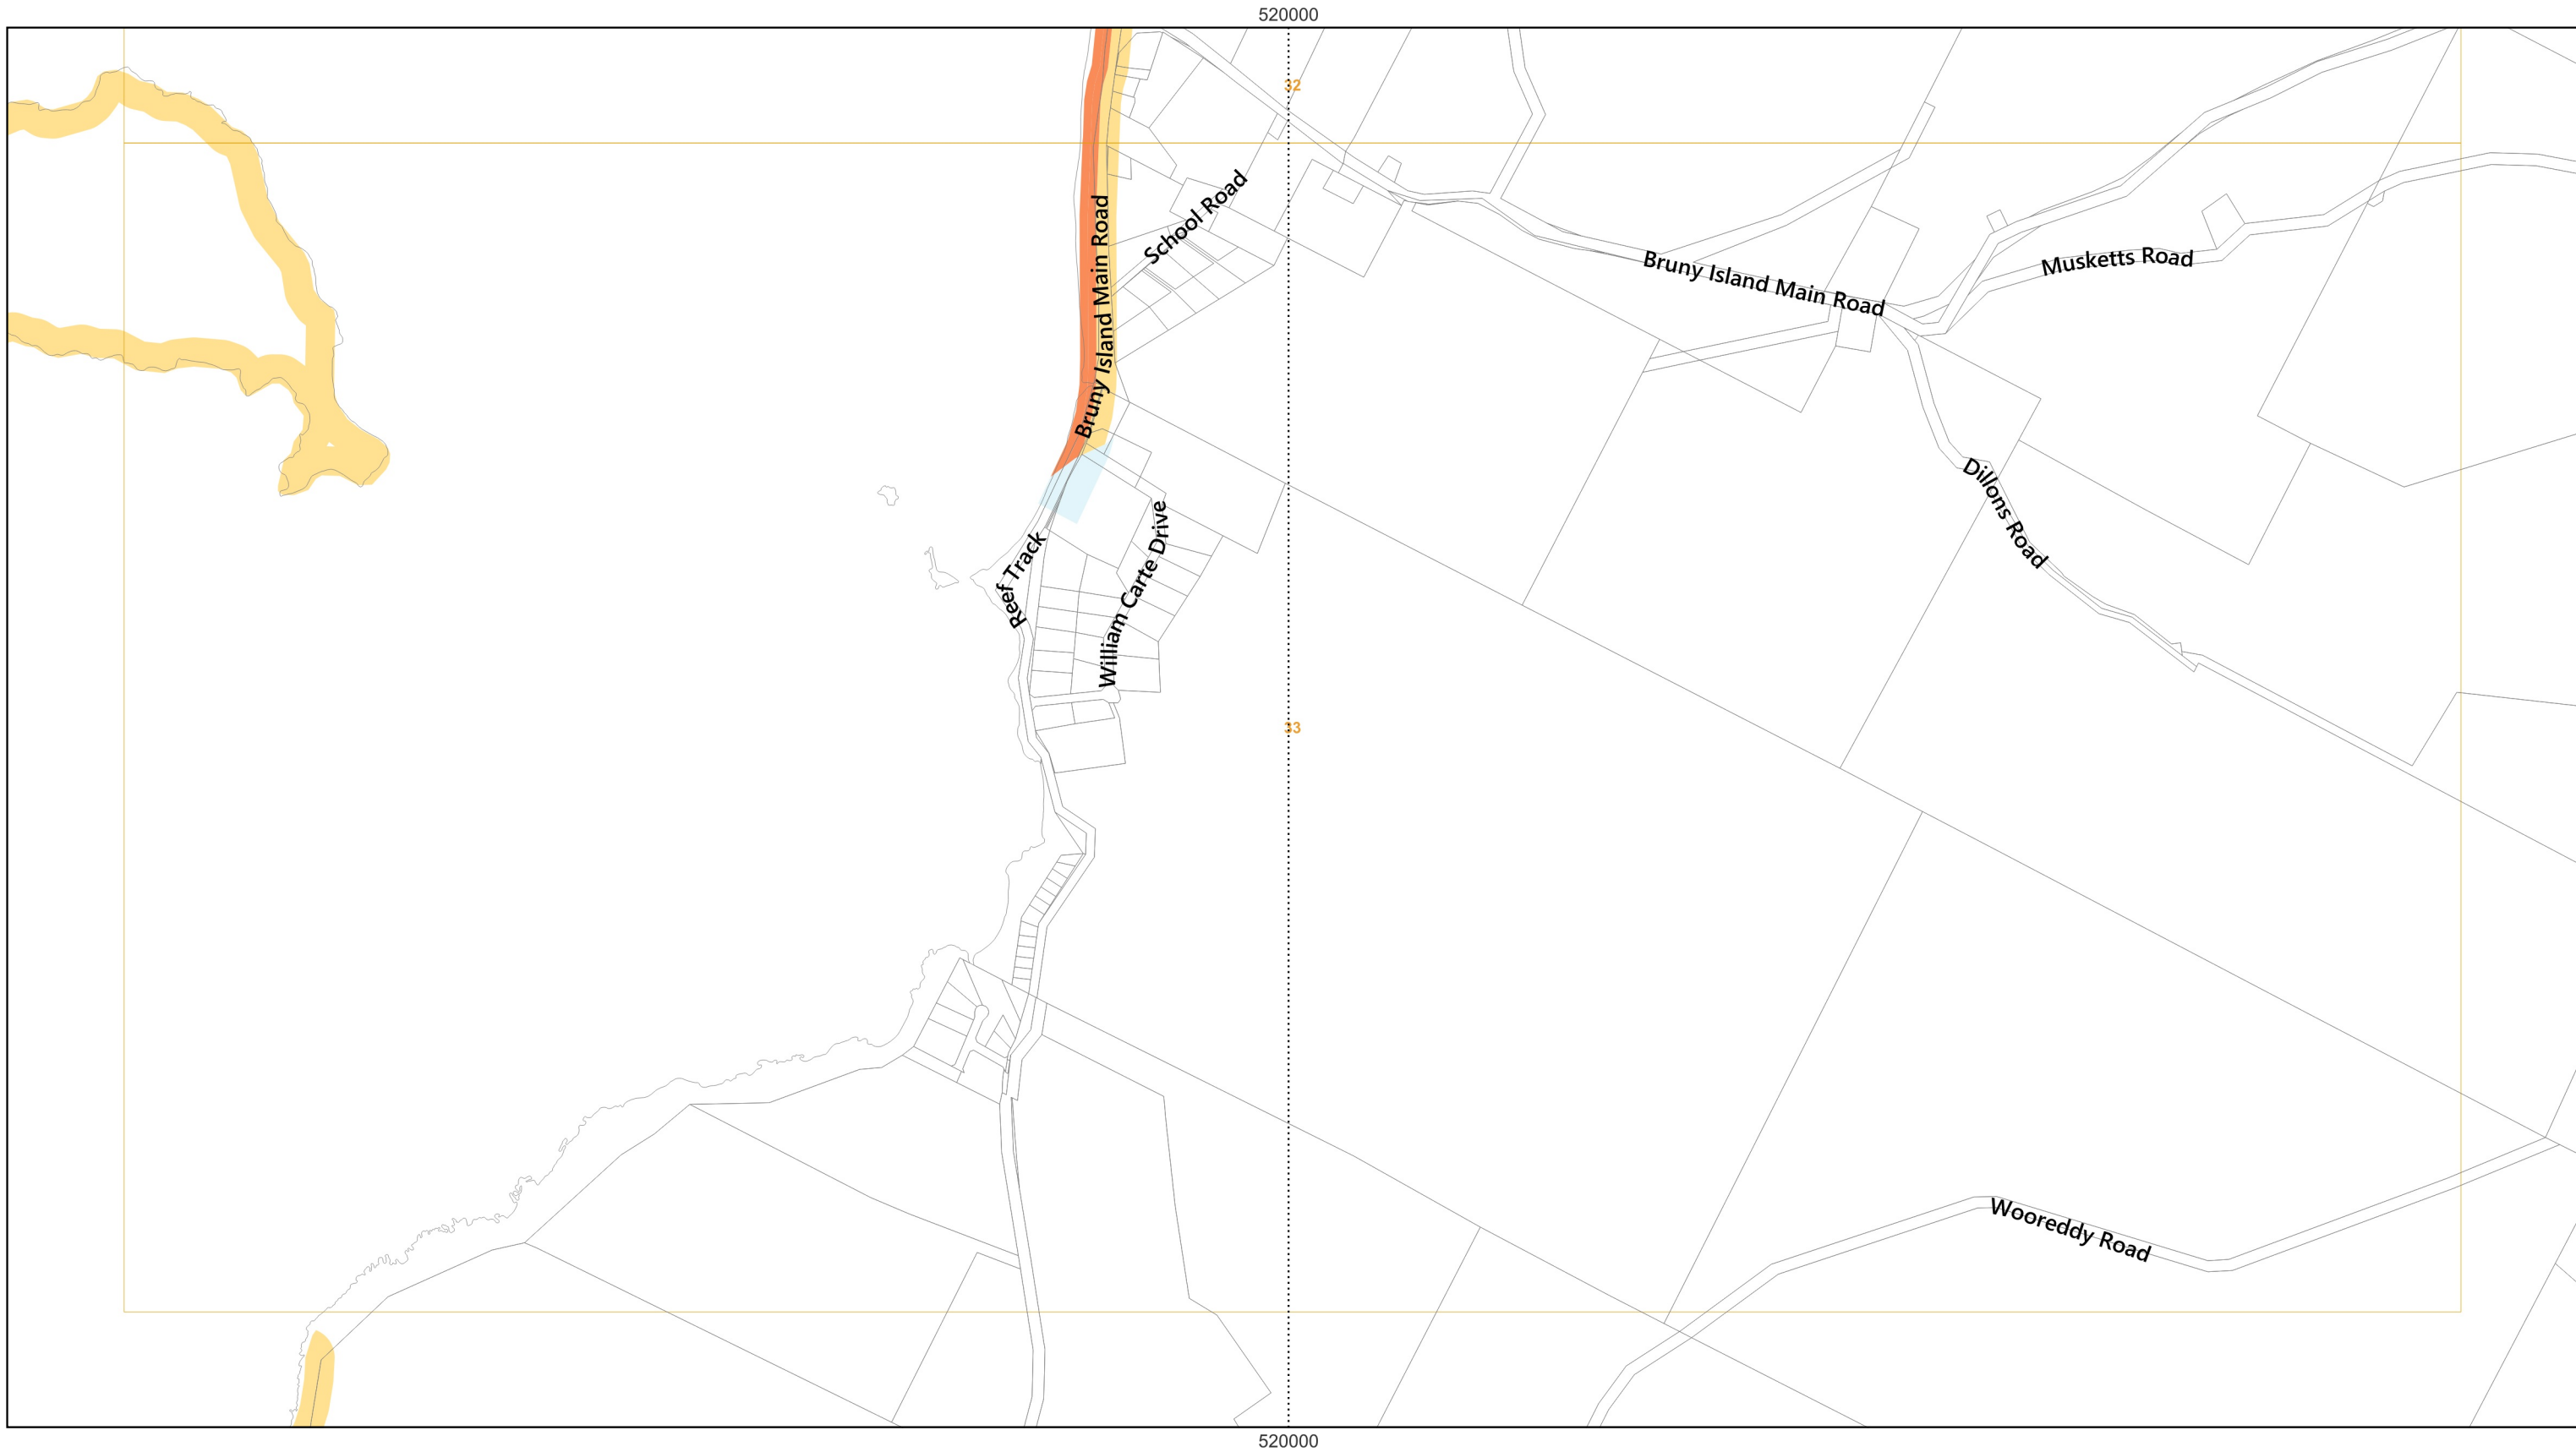 520000
32
School Road
Bruny Island Main Road
Bruny Island Main Road
Musketts Road
Dillons Road
Reef Track
William Carte Drive
33
Wooreddy Road
520000